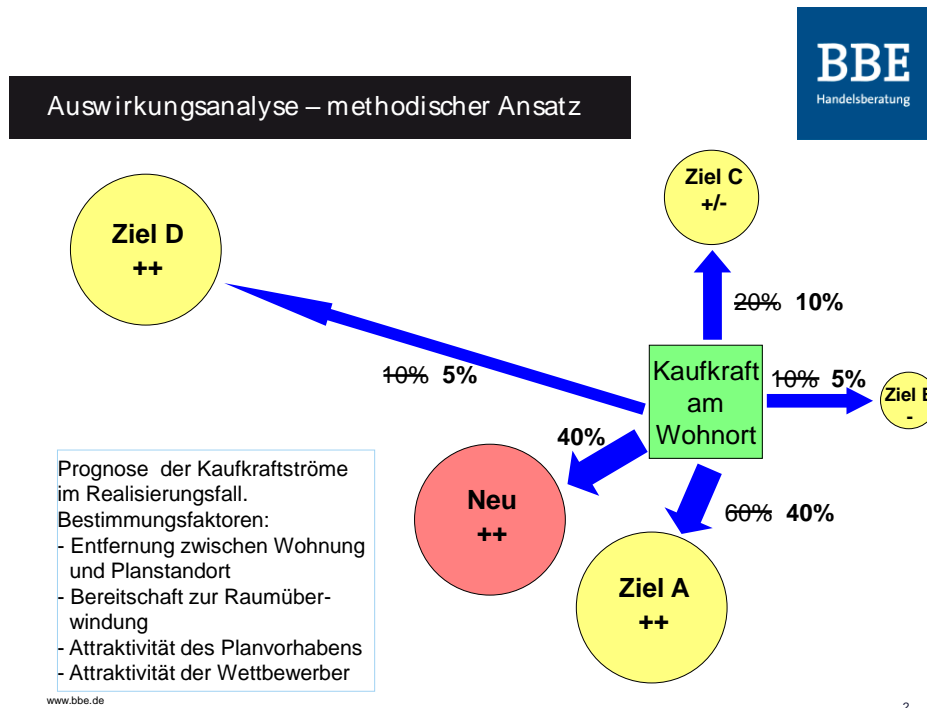 BBE
Handelsberatung
Auswirkungsanalyse – methodischer Ansatz
Ziel C
+/-
Ziel D
++
20% 10%
Kaufkraft
am
Wohnort
10% 5%
Ziel
-
10% 5%
40%
Neu
++
60% 40%
Ziel A
++
Prognose der Kaufkraftströme
im Realisierungsfall.
Bestimmungsfaktoren:
- Entfernung zwischen Wohnung
und Planstandort
- Bereitschaft zur Raumüber-
windung
- Attraktivität des Planvorhabens
- Attraktivität der Wettbewerber
www.bbe.de
2